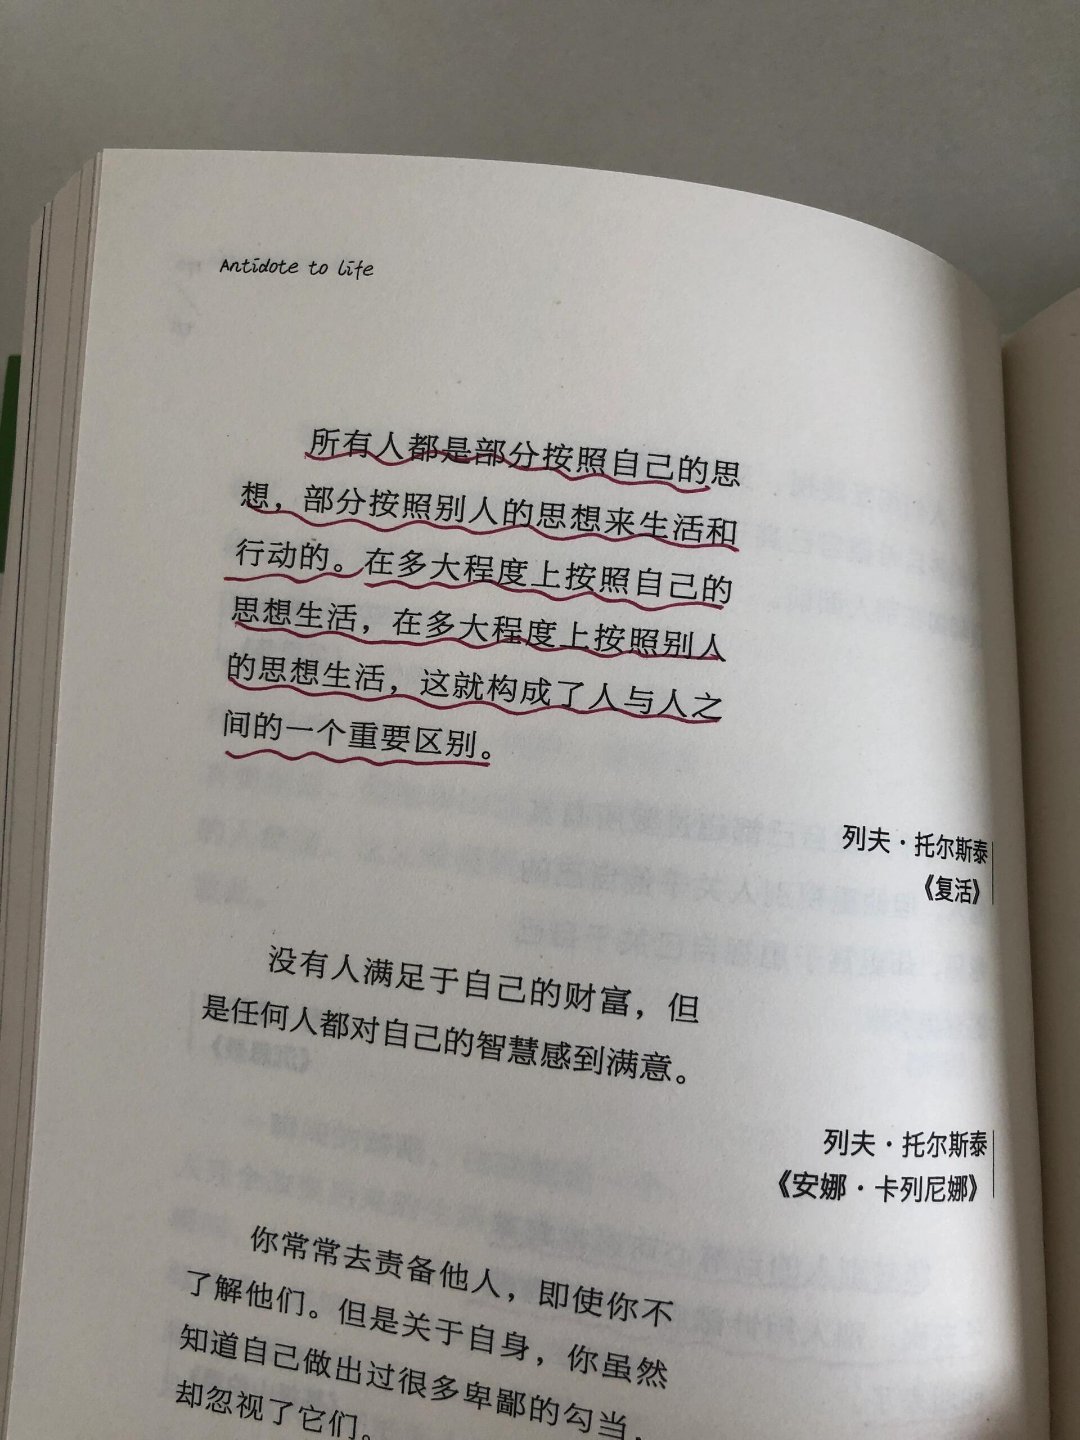 Antidote to life
所有人都是部分按照自己的思
想，部分按照别人的思想来生活和
行动的。在多大程度上按照自己的
思想生活，在多大程度上按照别人
的思想生活，这就构成了人与人之
间的一个重要区别。
列夫·托尔斯泰
《复活》
没有人满足于自己的财富，但
是任何人都对自己的智慧感到满意。
列夫·托尔斯泰
《安娜·卡列尼娜》
你常常去责备他人，即使你不
了解他们。但是关于自身，你虽然
知道自己做出过很多卑鄙的勾当，
却忽视了它们。